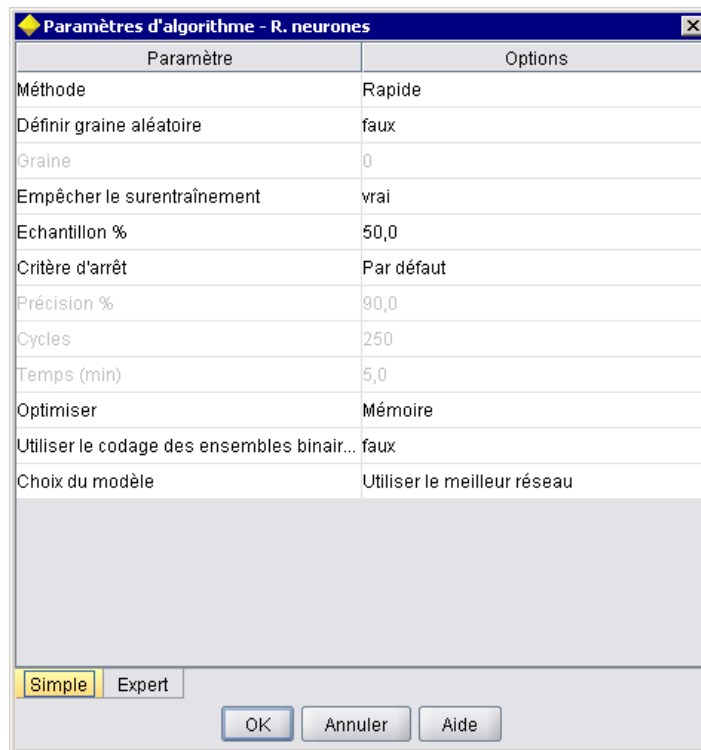 Paramètres d'algorithme - R. neurones
Paramètre Options
Méthode Rapide
Définir graine aléatoire faux
Graine 0
Empêcher le surentraînement vrai
Echantillon % 50,0
Critère d'arrêt Par défaut
Précision % 90,0
Cycles 250
Temps (min) 5,0
Optimiser Mémoire
Utiliser le codage des ensembles binair... faux
Choix du modèle Utiliser le meilleur réseau
Simple Expert
OK Annuler Aide